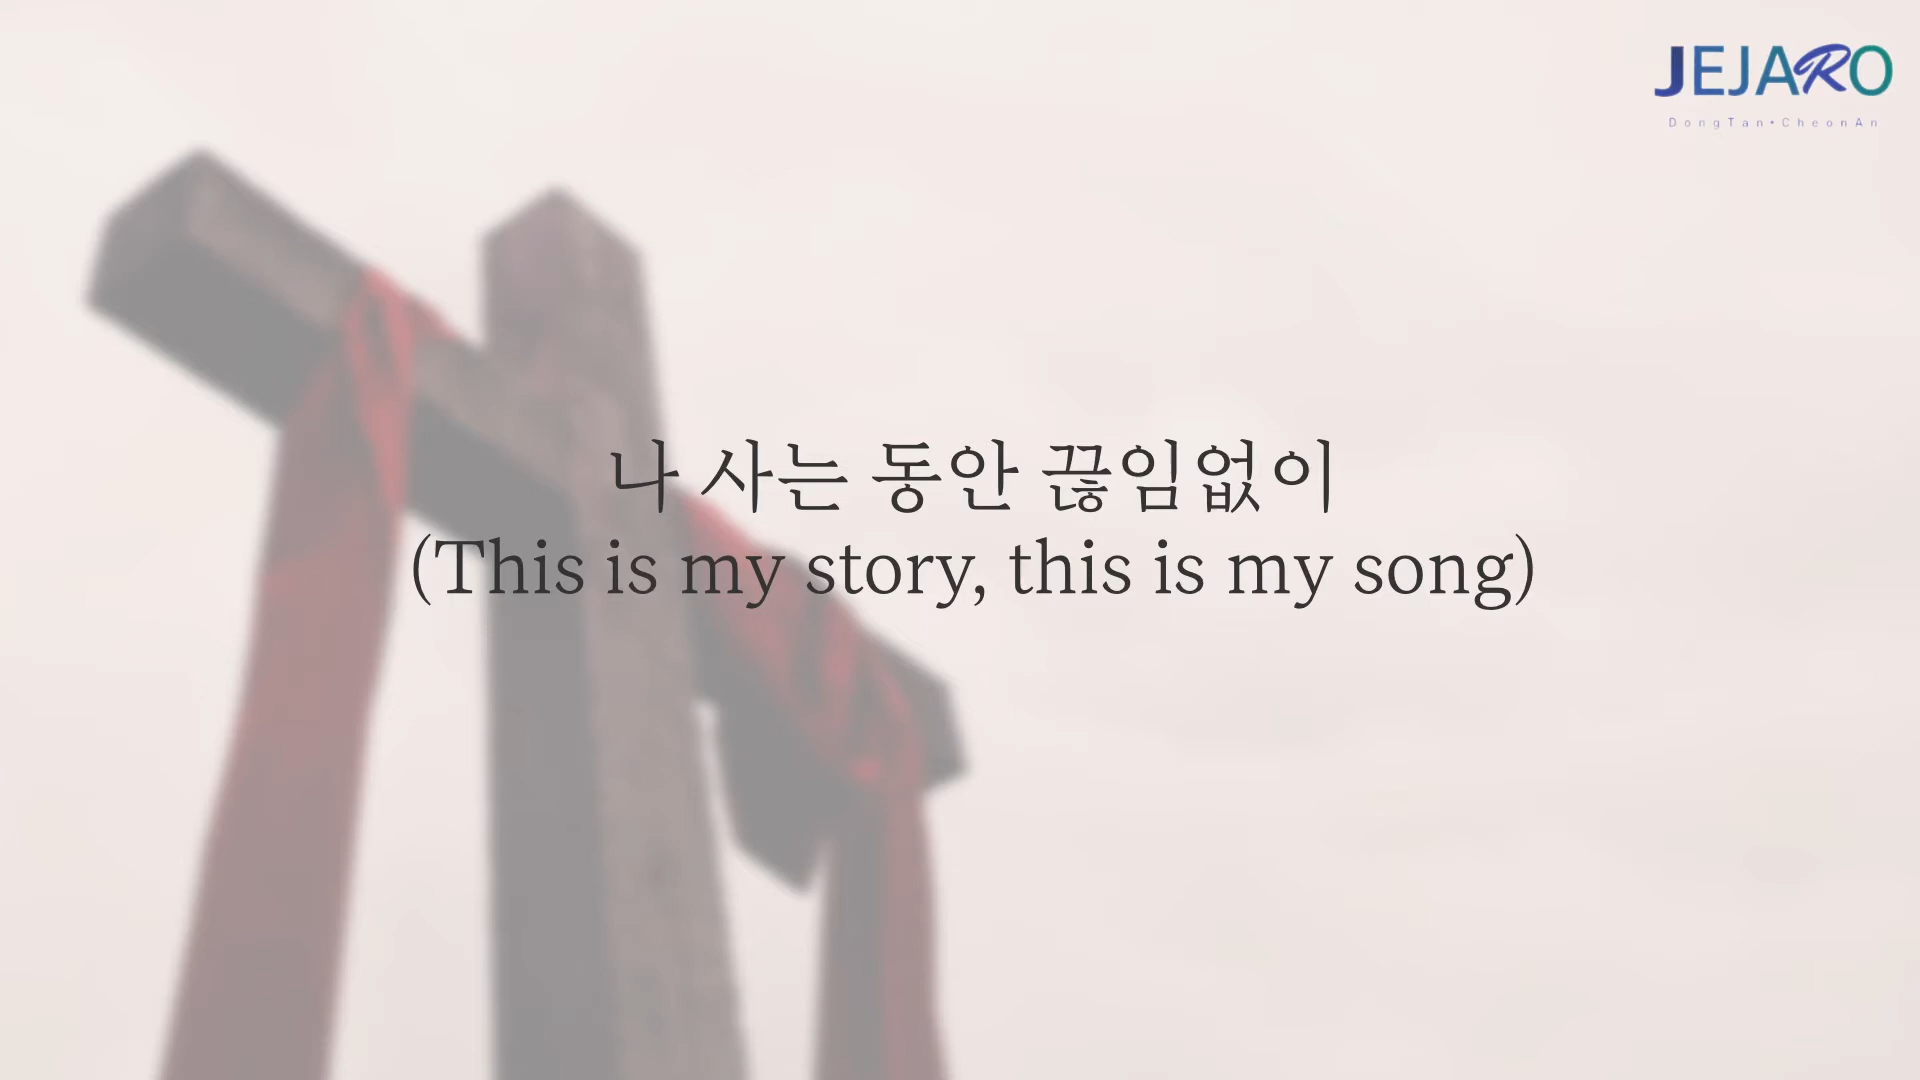 JEJARO
DongTan•CheonAn
나 사는 동안 끊임없이
(This is my story, this is my song)